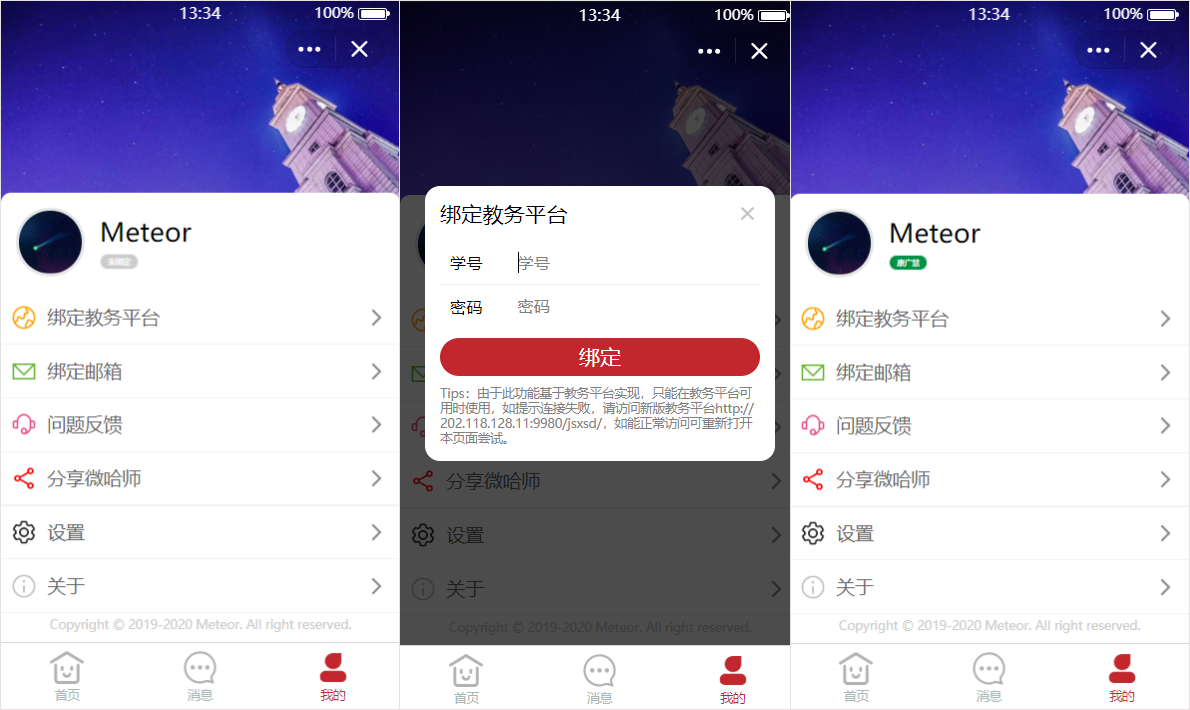 13:34
100%
Meteor
未绑定
绑定教务平台
绑定邮箱
问题反馈
分享微哈师
设置
关于
Copyright © 2019-2020 Meteor. All right reserved.
首页
消息
我的
13:34
100%
绑定教务平台
学号
学号
密码
密码
绑定
Tips：由于此功能基于教务平台实现，只能在教务平台可
用时使用，如提示连接失败，请访问新版教务平台http://
202.118.128.11:9980/jsxsd/，如能正常访问可重新打开
本页面尝试。
分享微哈师
设置
关于
Copyright © 2019-2020 Meteor. All right reserved.
首页
消息
我的
13:34
100%
Meteor
绑定教务平台
绑定邮箱
问题反馈
分享微哈师
设置
关于
Copyright © 2019-2020 Meteor. All right reserved.
首页
消息
我的